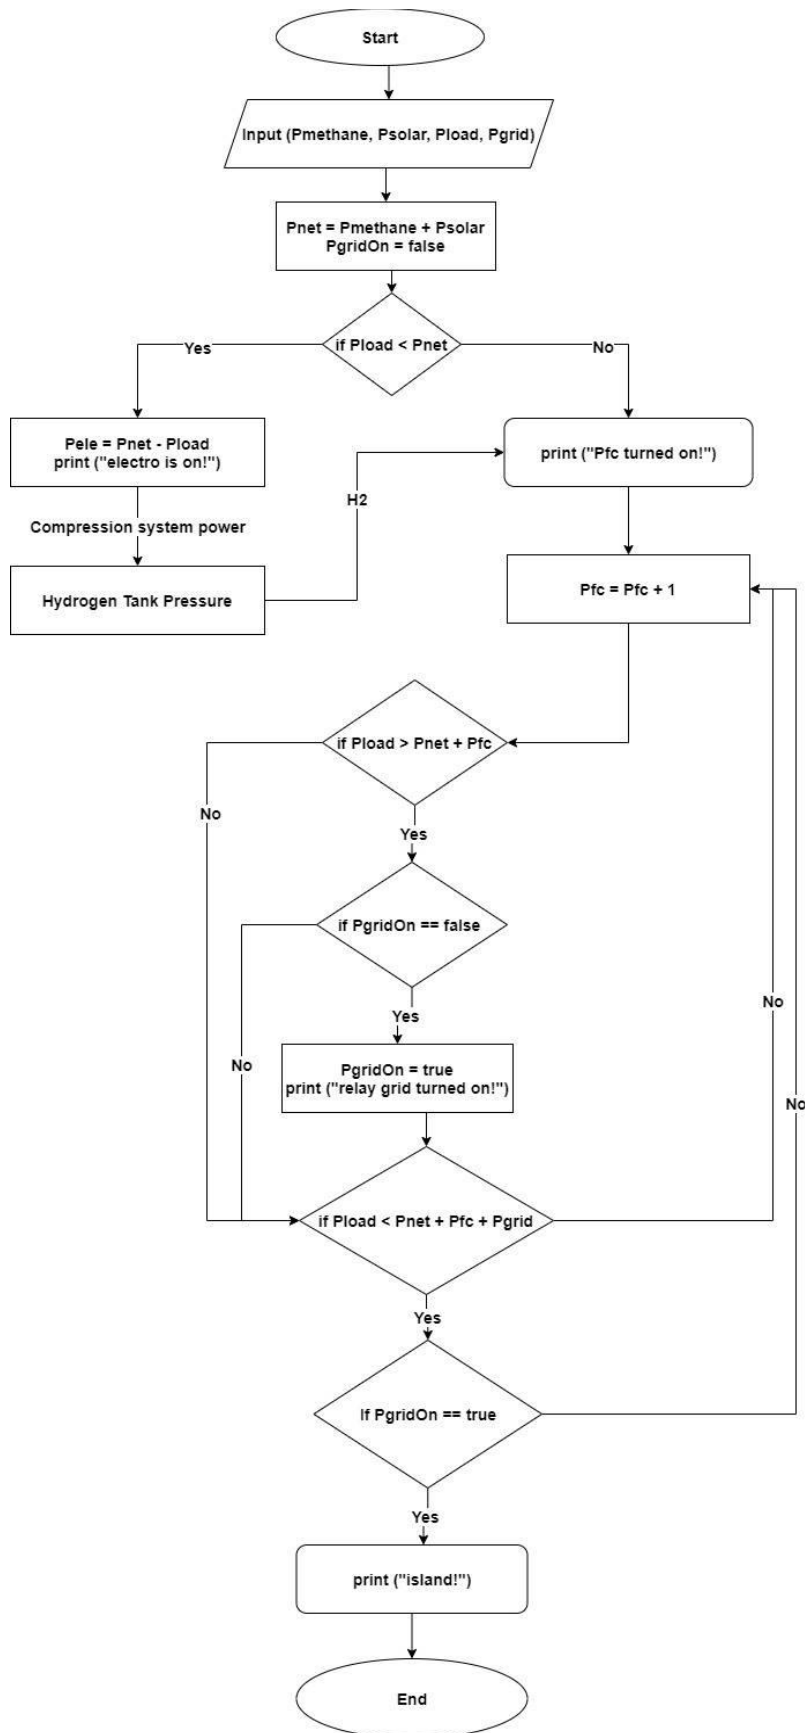 Start
Input (Pmethane, Psolar, Pload, Pgrid)
Pnet = Pmethane + Psolar
PgridOn = false
if Pload < Pnet
Yes
No
Pele = Pnet - Pload
print ("electro is on!")
print ("Pfc turned on!")
H2
Compression system power
Hydrogen Tank Pressure
Pfc = Pfc + 1
if Pload > Pnet + Pfc
No
Yes
if PgridOn == false
No
Yes
No
PgridOn = true
print ("relay grid turned on!")
No
if Pload < Pnet + Pfc + Pgrid
Yes
If PgridOn == true
Yes
print ("island!")
End